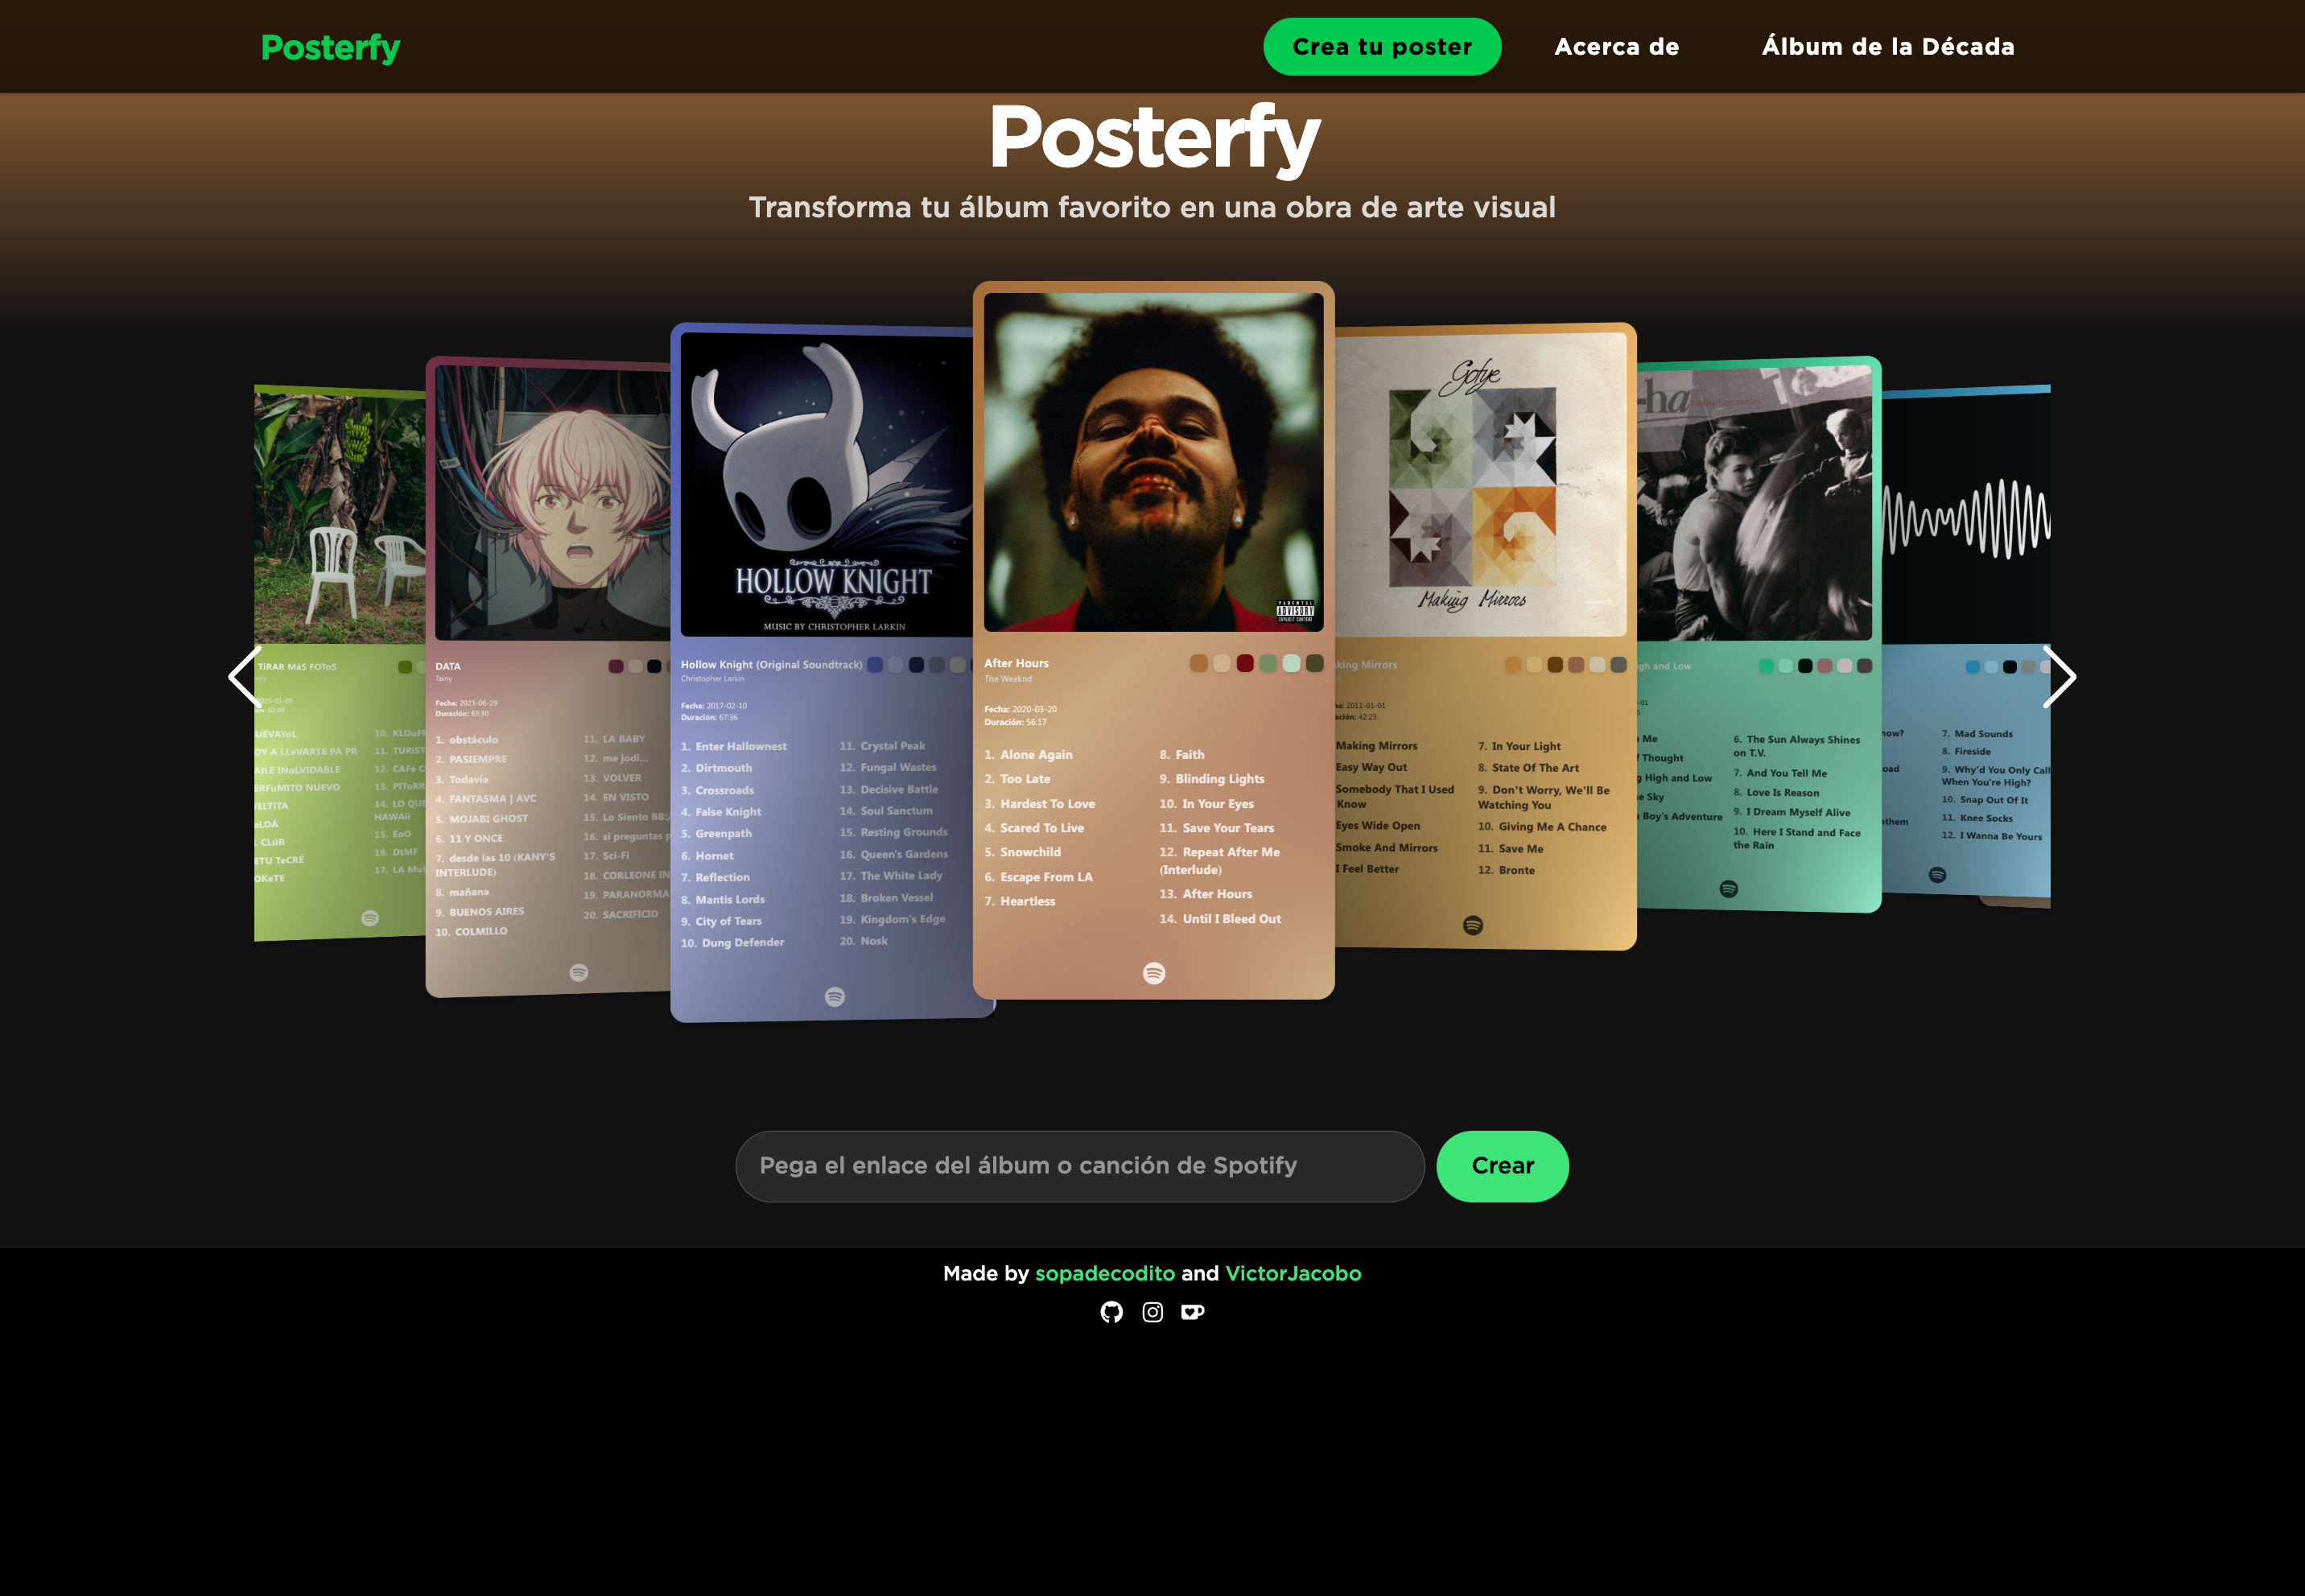 Posterfy
Crea tu poster
Acerca de
Álbum de la Década
Posterfy
Transforma tu álbum favorito en una obra de arte visual
TiRAR MáS FOToS
2025-01-05
62:09
OY A LLeVARTE PA PR
AILE INoLVIDABLE
ERFuMITO NUEVO
10.
11.
12. CAFé
13.
14. LO QUE
HAWAii
15. EoO
16. DtMF
17. LA
DATA
Tainy
Fecha: 2023-06-29
Duración: 63:30
1. obstáculo
2. PASIEMPRE
3. Todavia
4. FANTASMA | AVC
5. MOJABI GHOST
6. 11 Y ONCE
7. desde las 10 (KANY'S
INTERLUDE)
8. mañana
9. BUENOS AIRES
10. COLMILLO
11. LA BABY
12. me jodi...
13. VOLVER
14. EN VISTO
15. Lo Siento BB:/
16. si preguntas
17. Sci-Fi
18. CORLEONE
19. PARANORMA
20. SACRIFICIO
HOLLOW KNIGHT
MUSIC BY CHRISTOPHER LARKIN
Hollow Knight (Original Soundtrack)
Christopher Larkin
Fecha: 2017-02-10
Duración: 67:36
1. Enter Hallownest
2. Dirtmouth
3. Crossroads
4. False Knight
5. Greenpath
6. Hornet
7. Reflection
8. Mantis Lords
9. City of Tears
10. Dung Defender
11. Crystal Peak
12. Fungal Wastes
13. Decisive Battle
14. Soul Sanctum
15. Resting Grounds
16. Queen's Gardens
17. The White Lady
18. Broken Vessel
19. Kingdom's Edge
20. Nosk
PARENTAL
ADVISORY
EXPLICIT CONTENT
After Hours
The Weeknd
Fecha: 2020-03-20
Duración: 56:17
1. Alone Again
2. Too Late
3. Hardest To Love
4. Scared To Live
5. Snowchild
6. Escape From LA
7. Heartless
8. Faith
9. Blinding Lights
10. In Your Eyes
11. Save Your Tears
12. Repeat After Me
(Interlude)
13. After Hours
14. Until I Bleed Out
Gotye
Making Mirrors
king Mirrors
2011-01-01
42:23
Making Mirrors
Easy Way Out
Somebody That I Used
Know
Eyes Wide Open
Smoke And Mirrors
I Feel Better
7. In Your Light
8. State Of The Art
9. Don't Worry, We'll Be
Watching You
10. Giving Me A Chance
11. Save Me
12. Bronte
-ha
gh and Low
Me
Thought
g High and Low
Sky
Boy's Adventure
6. The Sun Always Shines
on T.V.
7. And You Tell Me
8. Love Is Reason
9. I Dream Myself Alive
10. Here I Stand and Face
the Rain
now?
oad
nthem
7. Mad Sounds
8. Fireside
9. Why'd You Only Call
When You're High?
10. Snap Out Of It
11. Knee Socks
12. I Wanna Be Yours
Pega el enlace del álbum o canción de Spotify
Crear
Made by sopadecodito and VictorJacobo